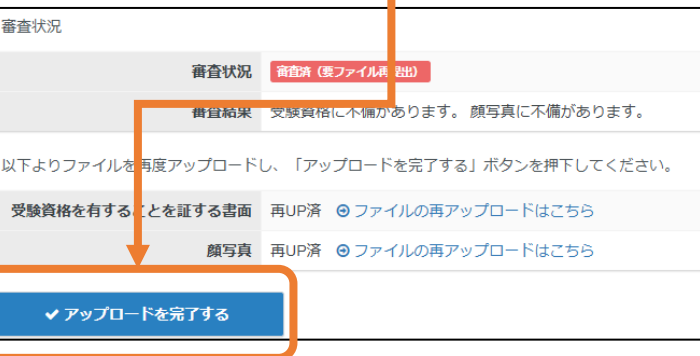 審査状況
審査状況 審査済（要ファイル再提出）
審査結果 受験資格に不備があります。 顔写真に不備があります。
以下よりファイルを再度アップロードし、「アップロードを完了する」ボタンを押下してください。
受験資格を有することを証する書面 再UP済 ファイルの再アップロードはこちら
顔写真 再UP済 ファイルの再アップロードはこちら
アップロードを完了する